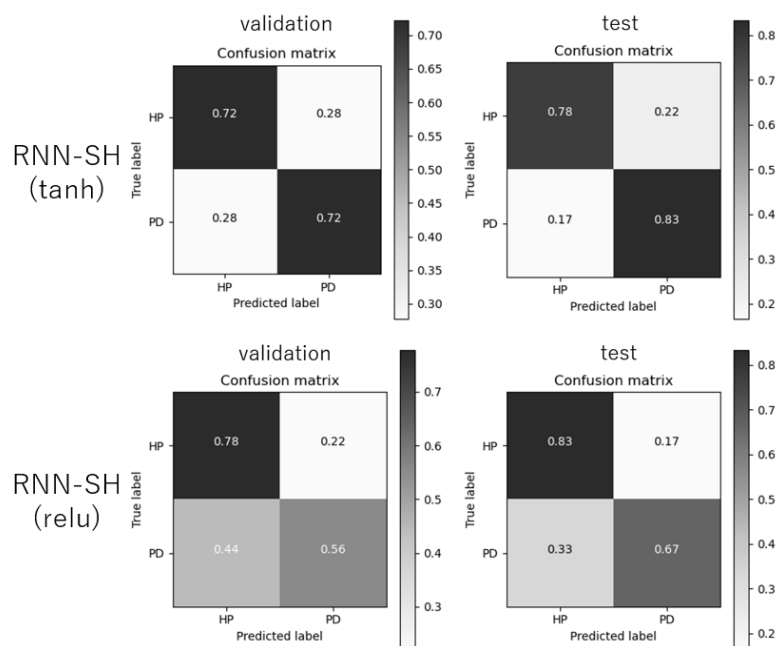 validation
Confusion matrix
0.70
0.65
0.60
0.55
0.50
0.45
0.40
0.35
0.30
RNN-SH
(tanh)
True label
HP
PD
0.72 0.28
0.28 0.72
HP PD
Predicted label
test
Confusion matrix
0.8
0.7
0.6
0.5
0.4
0.3
0.2
True label
HP
PD
0.78 0.22
0.17 0.83
HP PD
Predicted label
validation
Confusion matrix
0.7
0.6
0.5
0.4
0.3
RNN-SH
(relu)
True label
HP
PD
0.78 0.22
0.44 0.56
HP PD
Predicted label
test
Confusion matrix
0.8
0.7
0.6
0.5
0.4
0.3
0.2
True label
HP
PD
0.83 0.17
0.33 0.67
HP PD
Predicted label